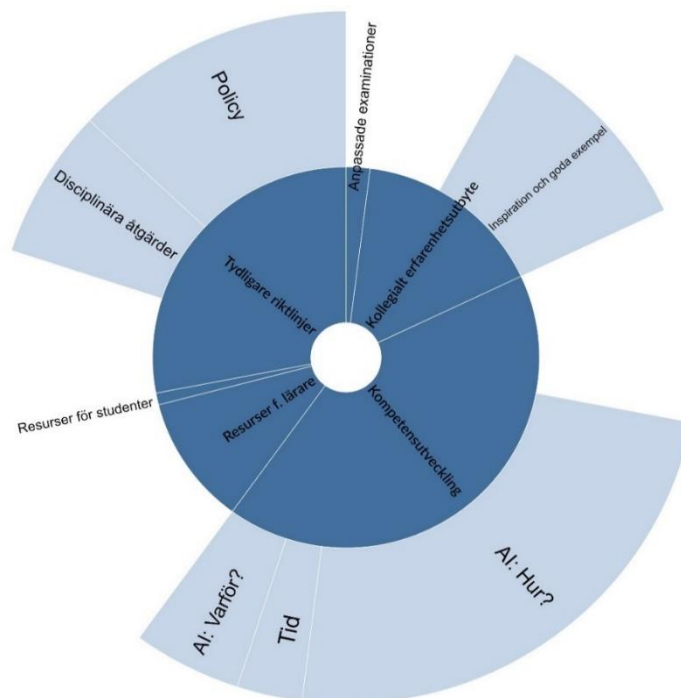 Policy
Anpassade examinationer
Inspiration och goda exempel
Disciplinära åtgärder
Kollegialt erfarenhetsutbyte
Tydligare riktlinjer
Resurser för studenter
Resurser f. lärare
Kompetensutveckling
AI: Varför?
Tid
AI: Hur?